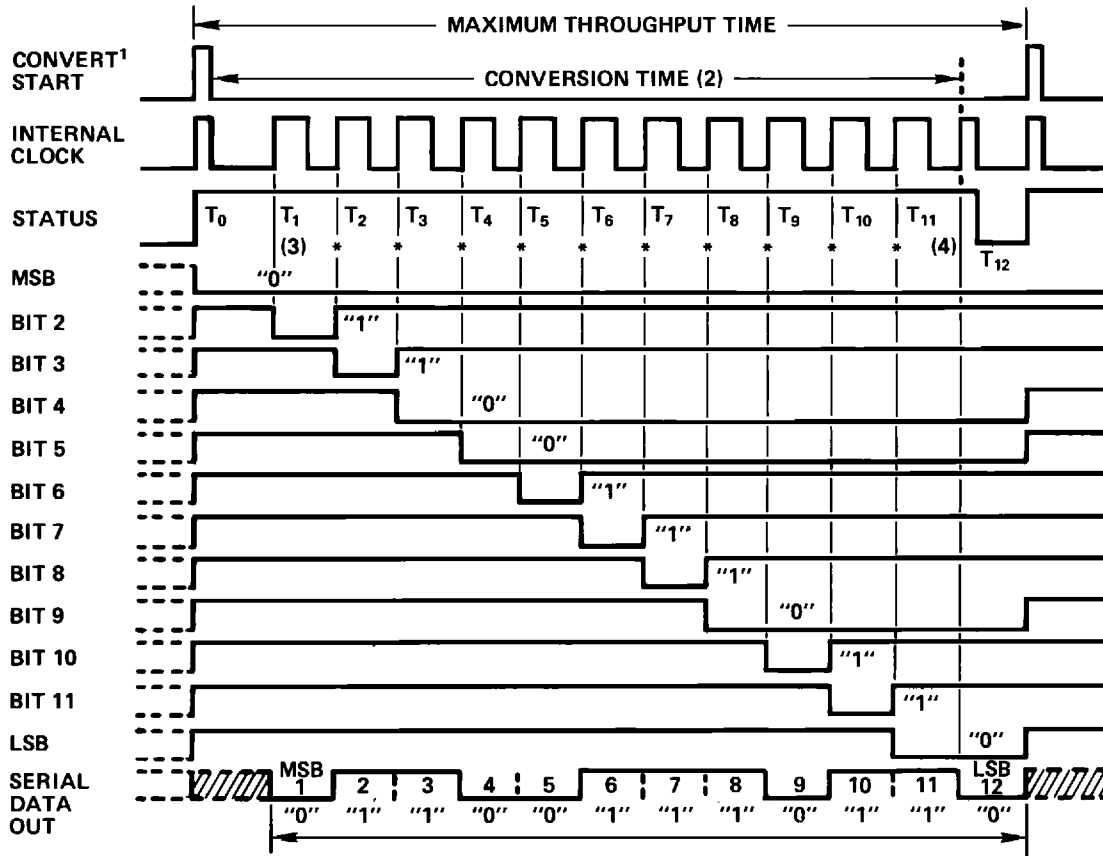 MAXIMUM THROUGHPUT TIME
CONVERT¹
START
CONVERSION TIME (2)
INTERNAL
CLOCK
STATUS
T₀ T₁ T₂ T₃ T₄ T₅ T₆ T₇ T₈ T₉ T₁₀ T₁₁
(3) * * * * * * * * * * (4) T₁₂
MSB "0"
BIT 2 "1"
BIT 3 "1"
BIT 4 "0"
BIT 5 "0"
BIT 6 "1"
BIT 7 "1"
BIT 8 "1"
BIT 9 "0"
BIT 10 "1"
BIT 11 "1"
LSB "0"
SERIAL
DATA
OUT
MSB LSB
1 2 3 4 5 6 7 8 9 10 11 12
"0" "1" "1" "0" "0" "1" "1" "1" "0" "1" "1" "0"